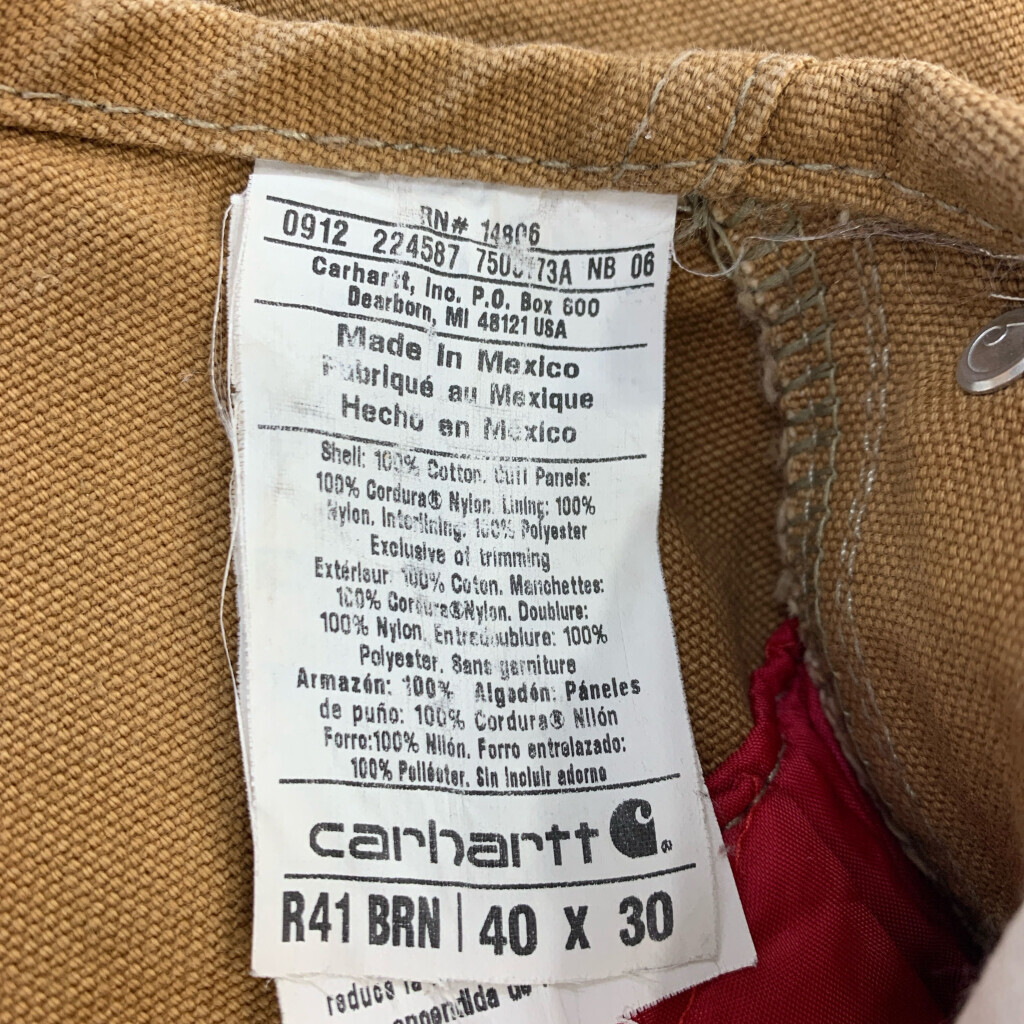 RN# 14806
0912 224587 NB 06
Carhartt, Inc. P.O. Box 600
Dearborn, MI 48121 USA
Made in Mexico
Fabriqué au Mexique
Hecho en Mexico
Shell: 100% Cotton. Cuff Panels:
100% Cordura® Nylon. Lining: 100%
Nylon. Interlining: 100% Polyester
Exclusive of trimming
Extérieur: 100% Coton. Manchettes:
100% Cordura®Nylon. Doublure:
100% Nylon. Entredoublure: 100%
Polyester. Sans garniture
Armazón: 100% Algodón: Páneles
de puño: 100% Cordura® Nilón
Forro:100% Nilón. Forro entrelazado:
100% Poliéster. Sin incluir adorno
carhartt
R41 BRN | 40 X 30